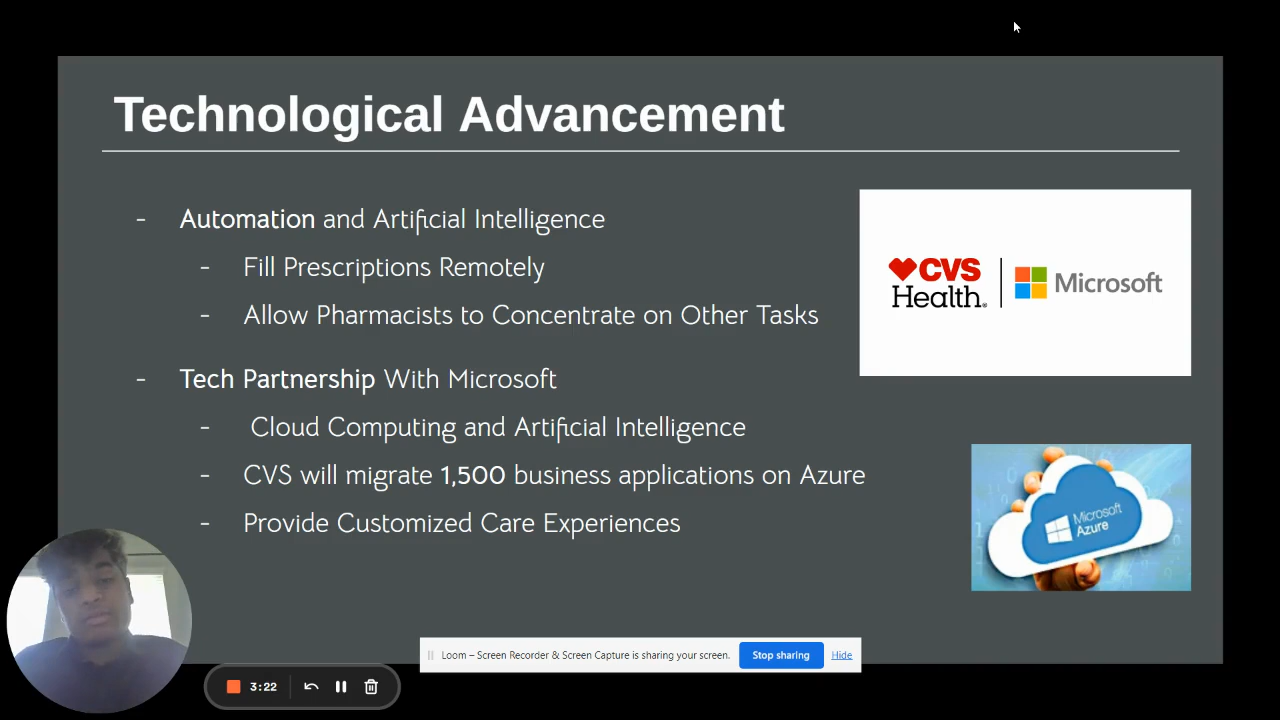 Technological Advancement
- Automation and Artificial Intelligence
- Fill Prescriptions Remotely
- Allow Pharmacists to Concentrate on Other Tasks
- Tech Partnership With Microsoft
- Cloud Computing and Artificial Intelligence
- CVS will migrate 1,500 business applications on Azure
- Provide Customized Care Experiences
CVS
Health®
Microsoft
Microsoft
Azure
Loom – Screen Recorder & Screen Capture is sharing your screen.
Stop sharing
Hide
3:22